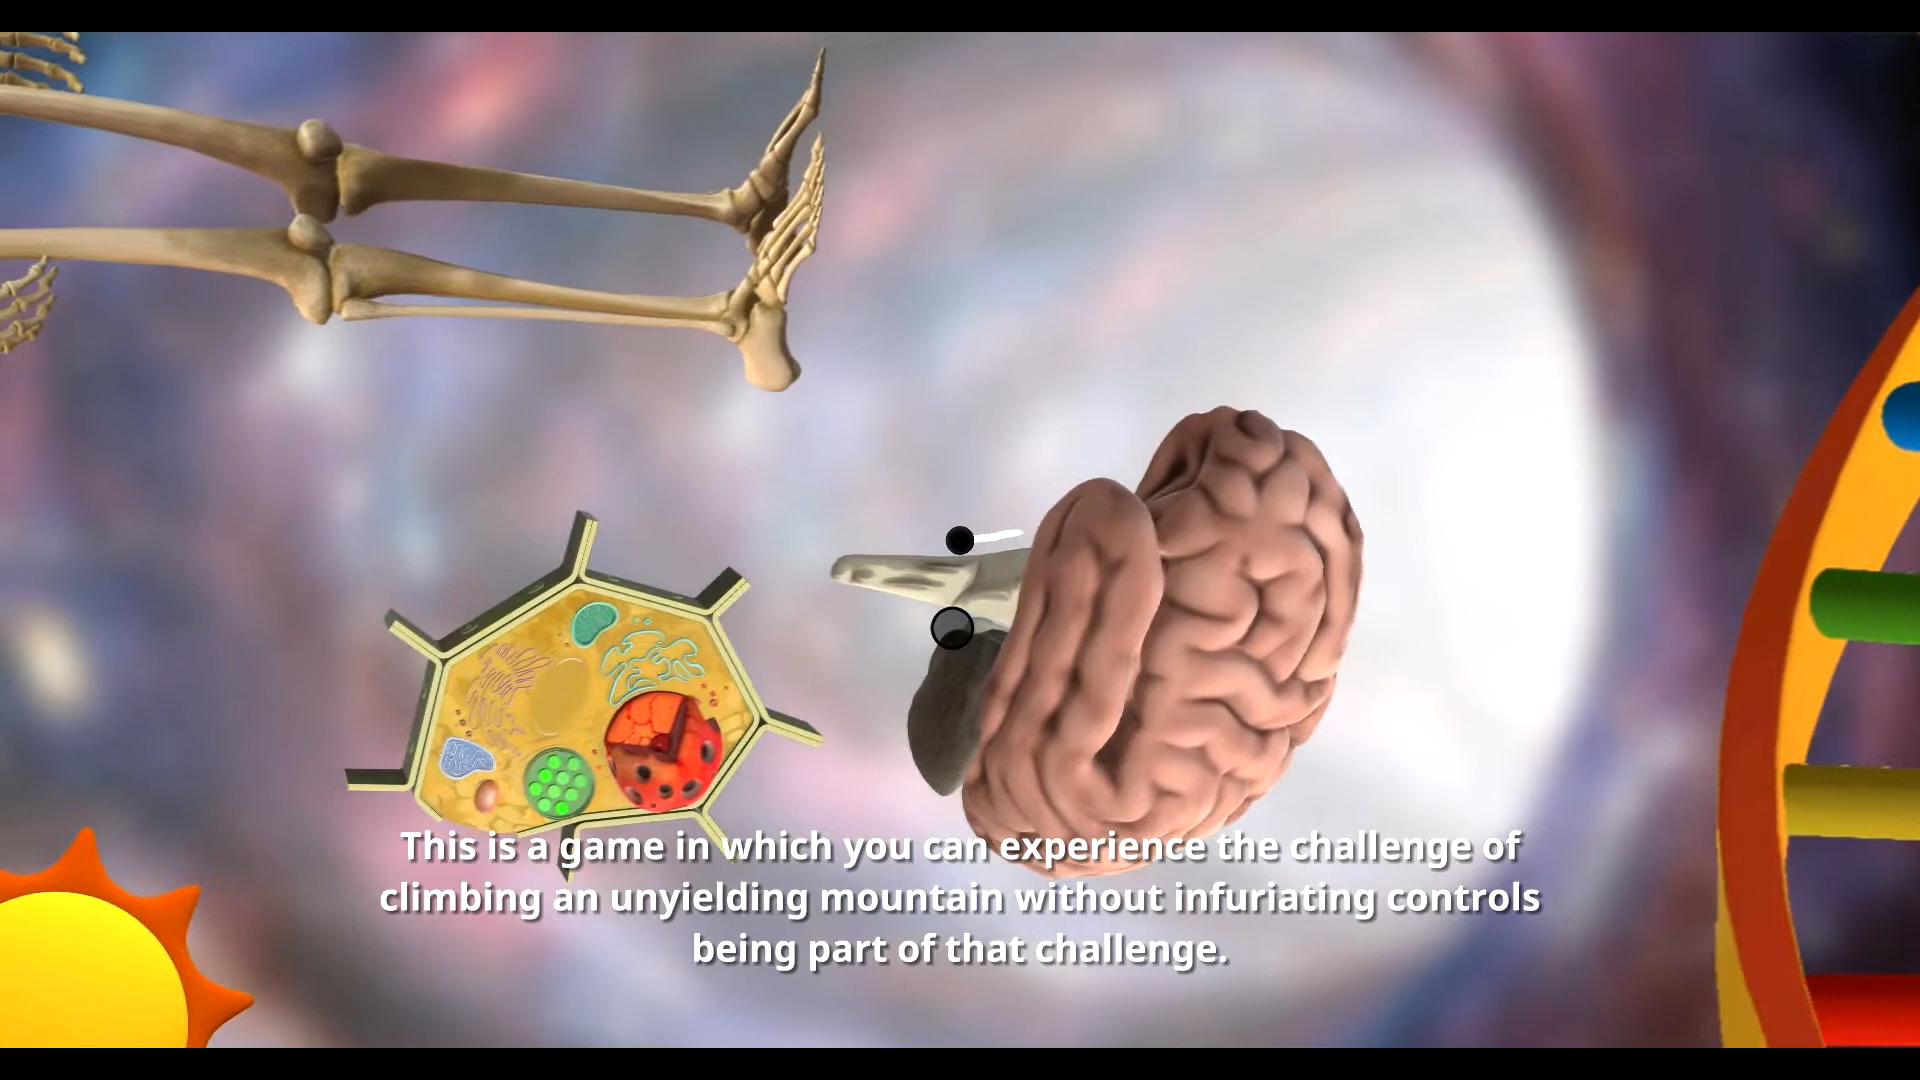 This is a game in which you can experience the challenge of
climbing an unyielding mountain without infuriating controls
being part of that challenge.